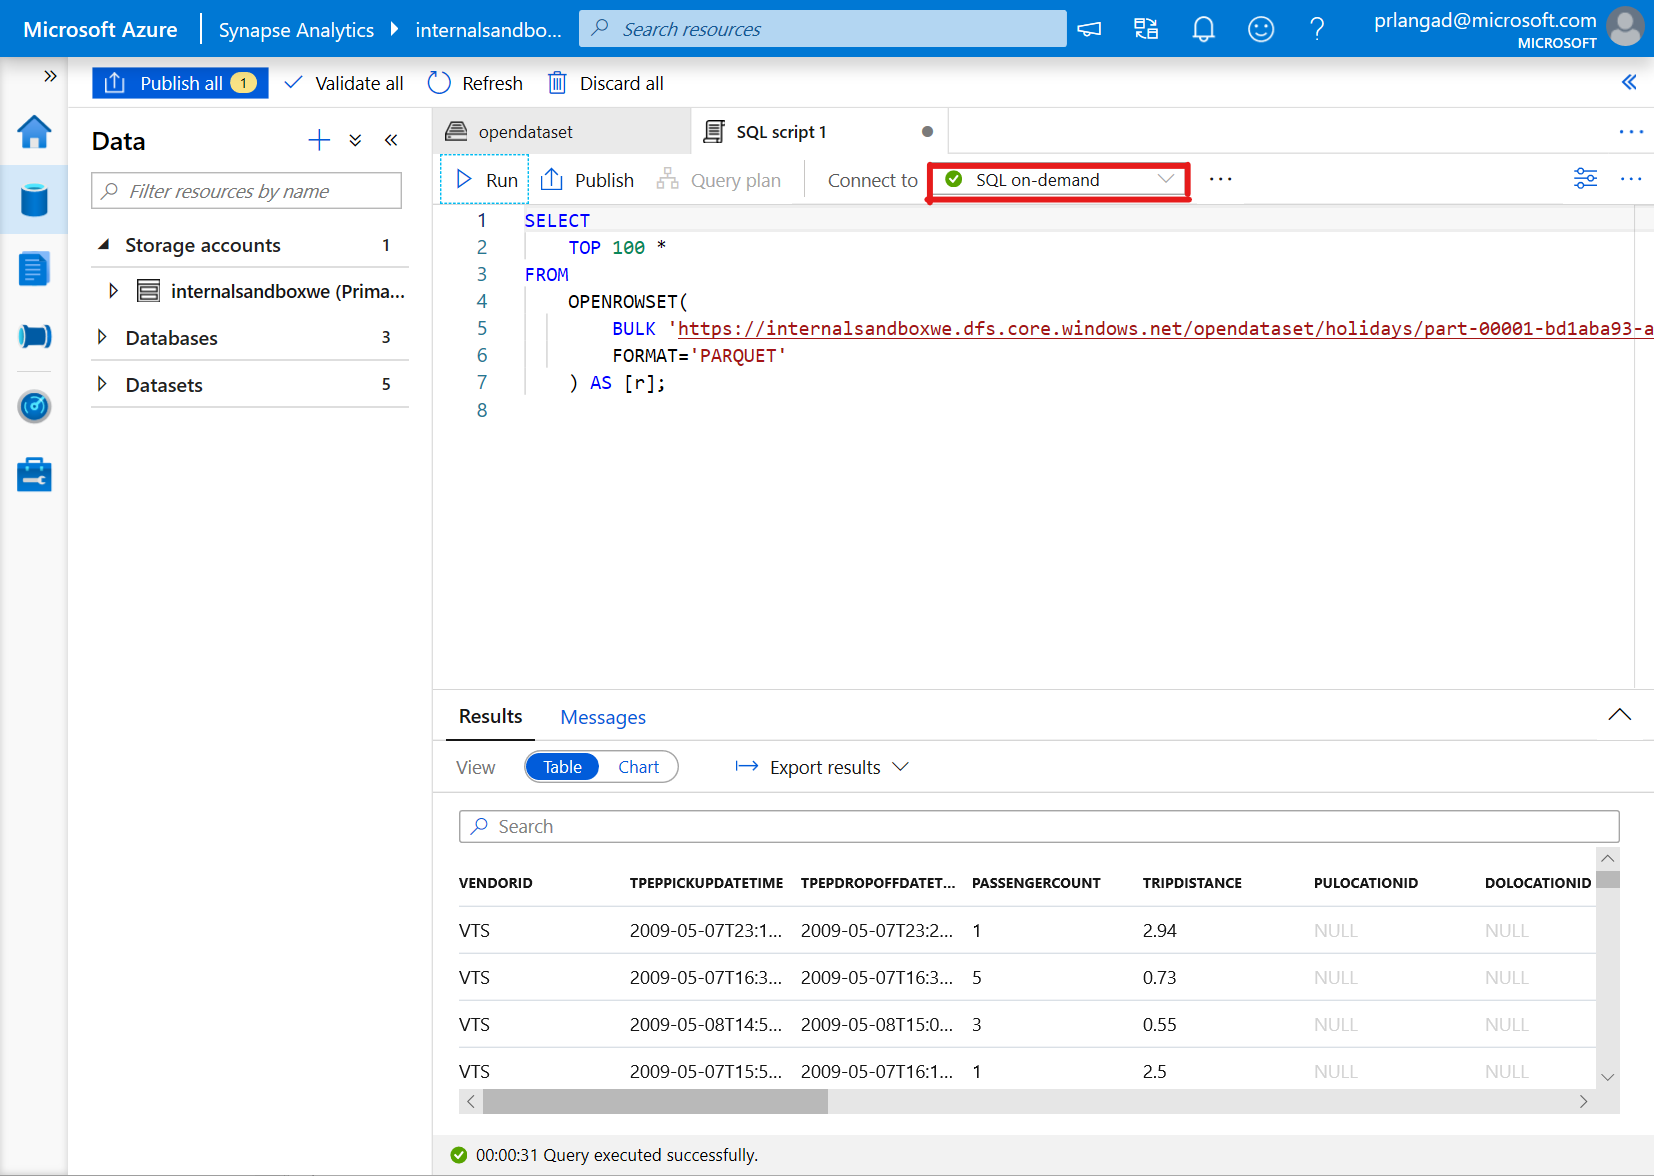 Microsoft Azure
Synapse Analytics
internalsandbo...
Search resources
?
prlangad@microsoft.com
MICROSOFT
Publish all 1
Validate all
Refresh
Discard all
Data
Filter resources by name
Storage accounts 1
internalsandboxwe (Prima...
Databases 3
Datasets 5
opendataset
SQL script 1
Run
Publish
Query plan
Connect to
SQL on-demand
1 SELECT
2 TOP 100 *
3 FROM
4 OPENROWSET(
5 BULK 'https://internalsandboxwe.dfs.core.windows.net/opendataset/holidays/part-00001-bd1aba93-a
6 FORMAT='PARQUET'
7 ) AS [r];
8
Results
Messages
View
Table
Chart
Export results
Search
VENDORID TPEPPICKUPDATETIME TPEPDROPOFFDATET... PASSENGERCOUNT TRIPDISTANCE PULOCATIONID DOLOCATIONID
VTS 2009-05-07T23:1... 2009-05-07T23:2... 1 2.94 NULL NULL
VTS 2009-05-07T16:3... 2009-05-07T16:3... 5 0.73 NULL NULL
VTS 2009-05-08T14:5... 2009-05-08T15:0... 3 0.55 NULL NULL
VTS 2009-05-07T15:5... 2009-05-07T16:1... 1 2.5 NULL NULL
00:00:31 Query executed successfully.